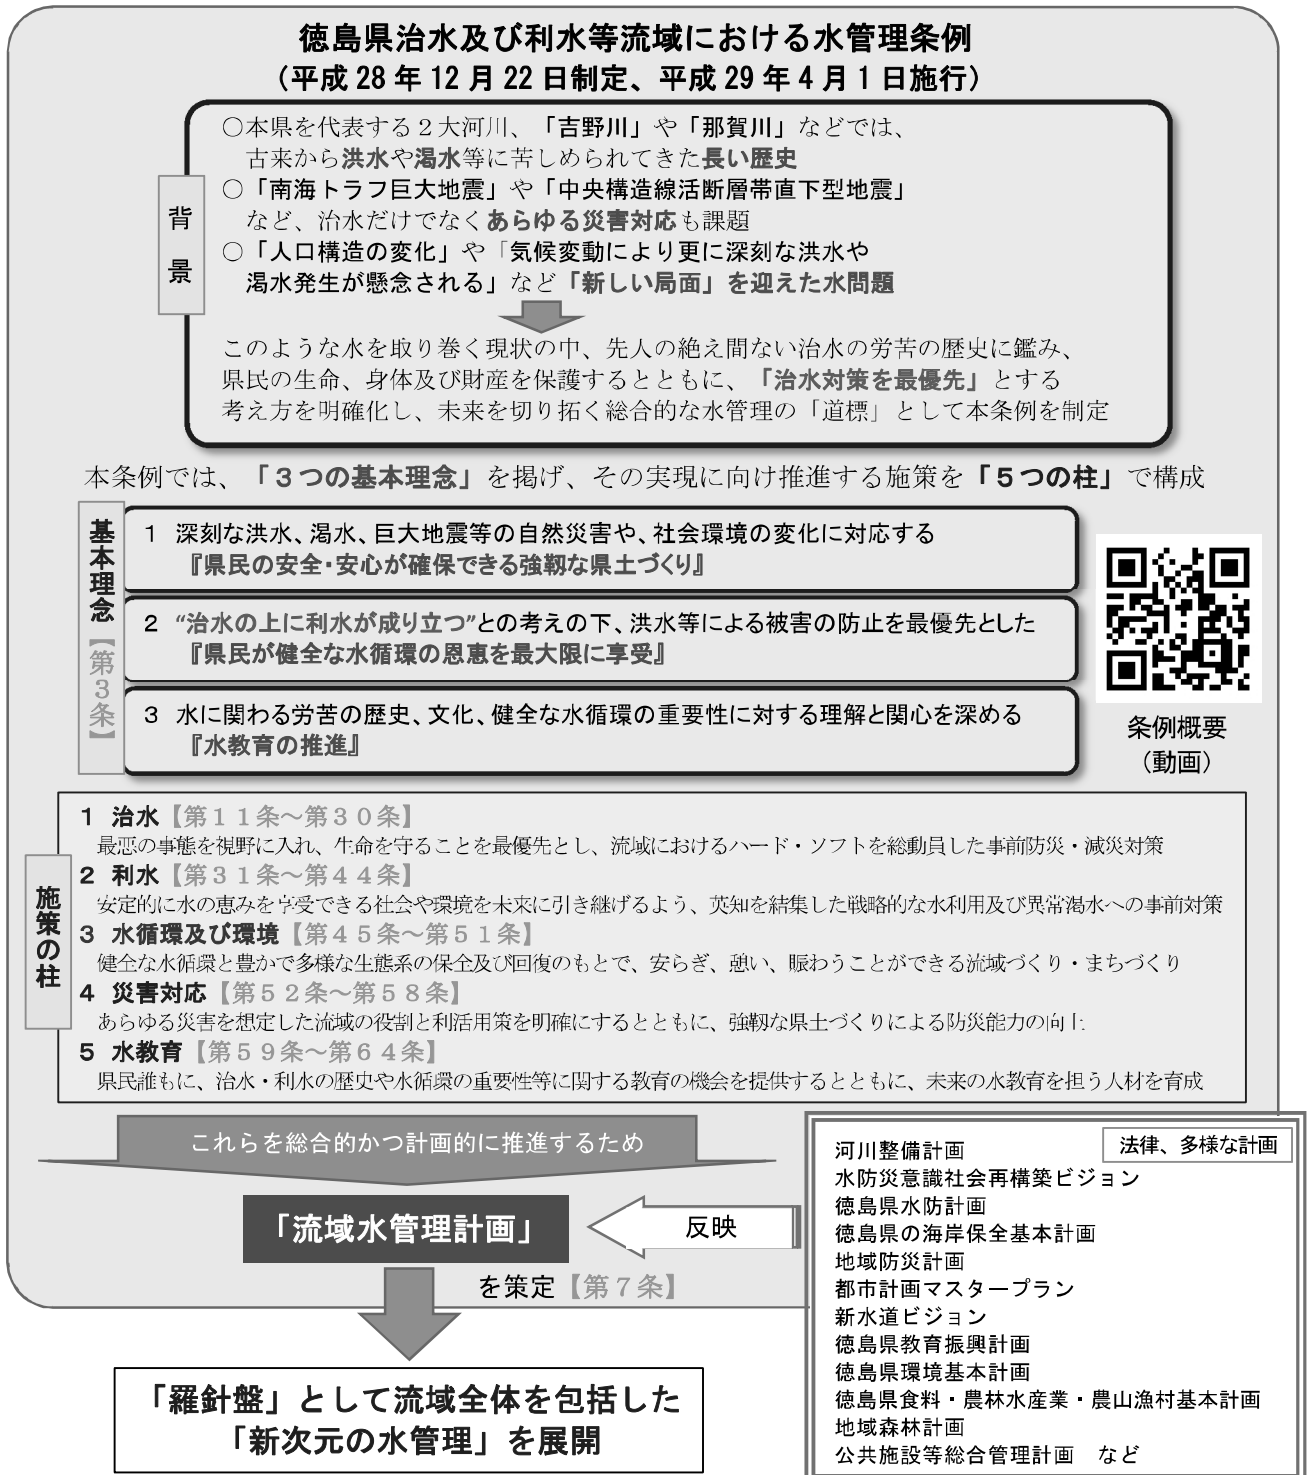 徳島県治水及び利水等流域における水管理条例
（平成28年12月22日制定、平成29年4月1日施行）
背景
○本県を代表する２大河川、「吉野川」や「那賀川」などでは、
古来から洪水や渇水等に苦しめられてきた長い歴史
○「南海トラフ巨大地震」や「中央構造線活断層帯直下型地震」
など、治水だけでなくあらゆる災害対応も課題
○「人口構造の変化」や「気候変動により更に深刻な洪水や
渇水発生が懸念される」など「新しい局面」を迎えた水問題
このような水を取り巻く現状の中、先人の絶え間ない治水の労苦の歴史に鑑み、
県民の生命、身体及び財産を保護するとともに、「治水対策を最優先」とする
考え方を明確化し、未来を切り拓く総合的な水管理の「道標」として本条例を制定
本条例では、「３つの基本理念」を掲げ、その実現に向け推進する施策を「５つの柱」で構成
基本理念【第３条】
1 深刻な洪水、渇水、巨大地震等の自然災害や、社会環境の変化に対応する
『県民の安全・安心が確保できる強靱な県土づくり』
2 “治水の上に利水が成り立つ”との考えの下、洪水等による被害の防止を最優先とした
『県民が健全な水循環の恩恵を最大限に享受』
3 水に関わる労苦の歴史、文化、健全な水循環の重要性に対する理解と関心を深める
『水教育の推進』
条例概要
（動画）
施策の柱
1 治水【第１１条～第３０条】
最悪の事態を視野に入れ、生命を守ることを最優先とし、流域におけるハード・ソフトを総動員した事前防災・減災対策
2 利水【第３１条～第４４条】
安定的に水の恵みを享受できる社会や環境を未来に引き継げるよう、英知を結集した戦略的な水利用及び異常渇水への事前対策
3 水循環及び環境【第４５条～第５１条】
健全な水循環と豊かで多様な生態系の保全及び回復のもとで、安らぎ、憩い、賑わうことができる流域づくり・まちづくり
4 災害対応【第５２条～第５８条】
あらゆる災害を想定した流域の役割と利活用策を明確にするとともに、強靱な県土づくりによる防災能力の向上
5 水教育【第５９条～第６４条】
県民誰もに、治水・利水の歴史や水循環の重要性等に関する教育の機会を提供するとともに、未来の水教育を担う人材を育成
これらを総合的かつ計画的に推進するため
「流域水管理計画」
を策定【第７条】
反映
法律、多様な計画
河川整備計画
水防災意識社会再構築ビジョン
徳島県水防計画
徳島県の海岸保全基本計画
地域防災計画
都市計画マスタープラン
新水道ビジョン
徳島県教育振興計画
徳島県環境基本計画
徳島県食料・農林水産業・農山漁村基本計画
地域森林計画
公共施設等総合管理計画　など
「羅針盤」として流域全体を包括した
「新次元の水管理」を展開